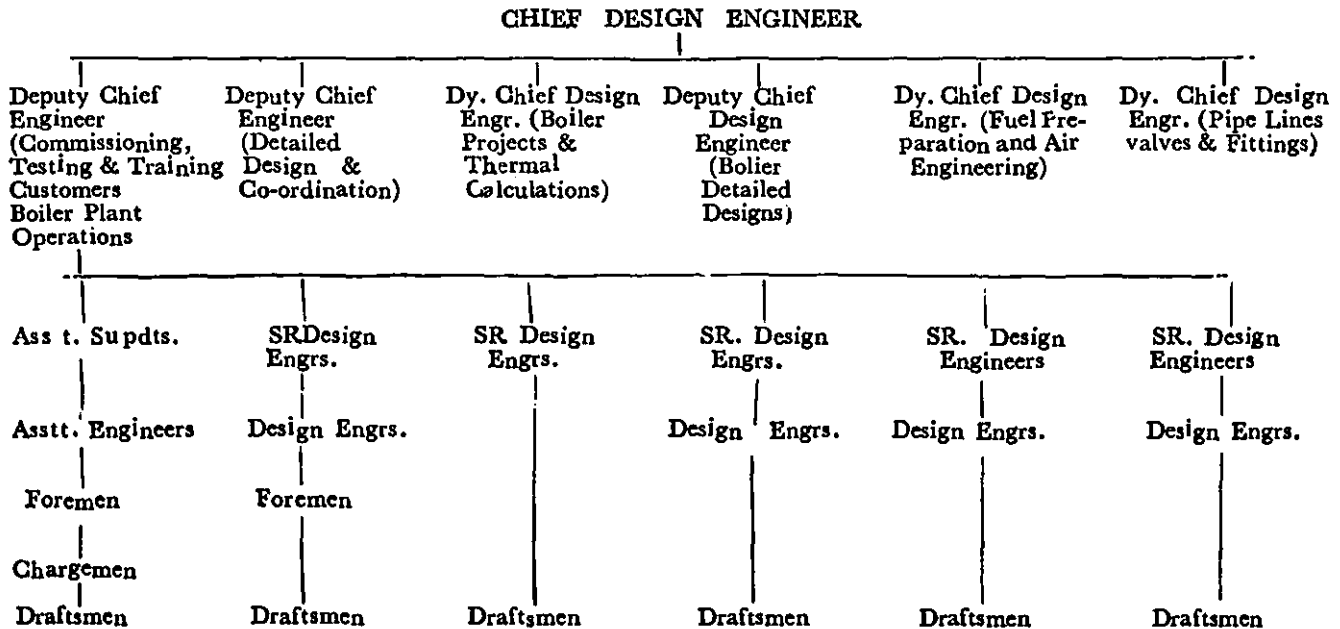 CHIEF DESIGN ENGINEER
Deputy Chief
Engineer
(Commissioning,
Testing & Training
Customers
Boiler Plant
Operations
Deputy Chief
Engineer
(Detailed
Design &
Co-ordination)
Dy. Chief Design
Engr. (Boiler
Projects &
Thermal
Calculations)
Deputy Chief
Design
Engineer
(Bolier
Detailed
Designs)
Dy. Chief Design
Engr. (Fuel Pre-
paration and Air
Engineering)
Dy. Chief Design
Engr. (Pipe Lines
valves & Fittings)
Ass t. Supdts.
SRDesign
Engrs.
SR Design
Engrs.
SR. Design
Engrs.
SR. Design
Engineers
SR. Design
Engineers
Asstt. Engineers
Design Engrs.
Design Engrs.
Design Engrs.
Design Engrs.
Foremen
Foremen
Chargemen
Draftsmen
Draftsmen
Draftsmen
Draftsmen
Draftsmen
Draftsmen